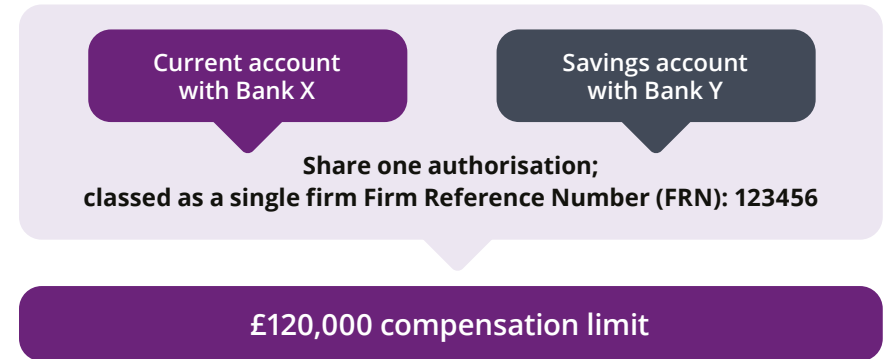 Current account
with Bank X
Savings account
with Bank Y
Share one authorisation;
classed as a single firm Firm Reference Number (FRN): 123456
£120,000 compensation limit